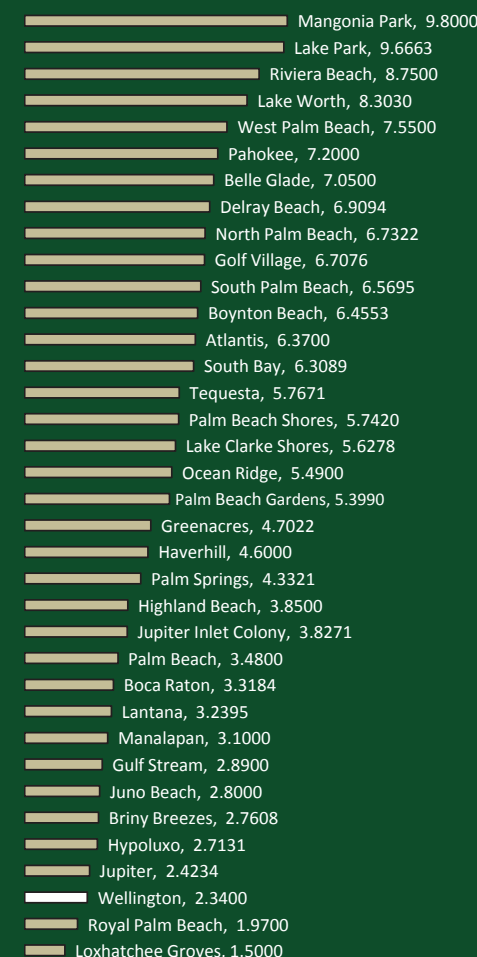 Mangonia Park, 9.8000
Lake Park, 9.6663
Riviera Beach, 8.7500
Lake Worth, 8.3030
West Palm Beach, 7.5500
Pahokee, 7.2000
Belle Glade, 7.0500
Delray Beach, 6.9094
North Palm Beach, 6.7322
Golf Village, 6.7076
South Palm Beach, 6.5695
Boynton Beach, 6.4553
Atlantis, 6.3700
South Bay, 6.3089
Tequesta, 5.7671
Palm Beach Shores, 5.7420
Lake Clarke Shores, 5.6278
Ocean Ridge, 5.4900
Palm Beach Gardens, 5.3990
Greenacres, 4.7022
Haverhill, 4.6000
Palm Springs, 4.3321
Highland Beach, 3.8500
Jupiter Inlet Colony, 3.8271
Palm Beach, 3.4800
Boca Raton, 3.3184
Lantana, 3.2395
Manalapan, 3.1000
Gulf Stream, 2.8900
Juno Beach, 2.8000
Briny Breezes, 2.7608
Hypoluxo, 2.7131
Jupiter, 2.4234
Wellington, 2.3400
Royal Palm Beach, 1.9700
Loxhatchee Groves, 1.5000